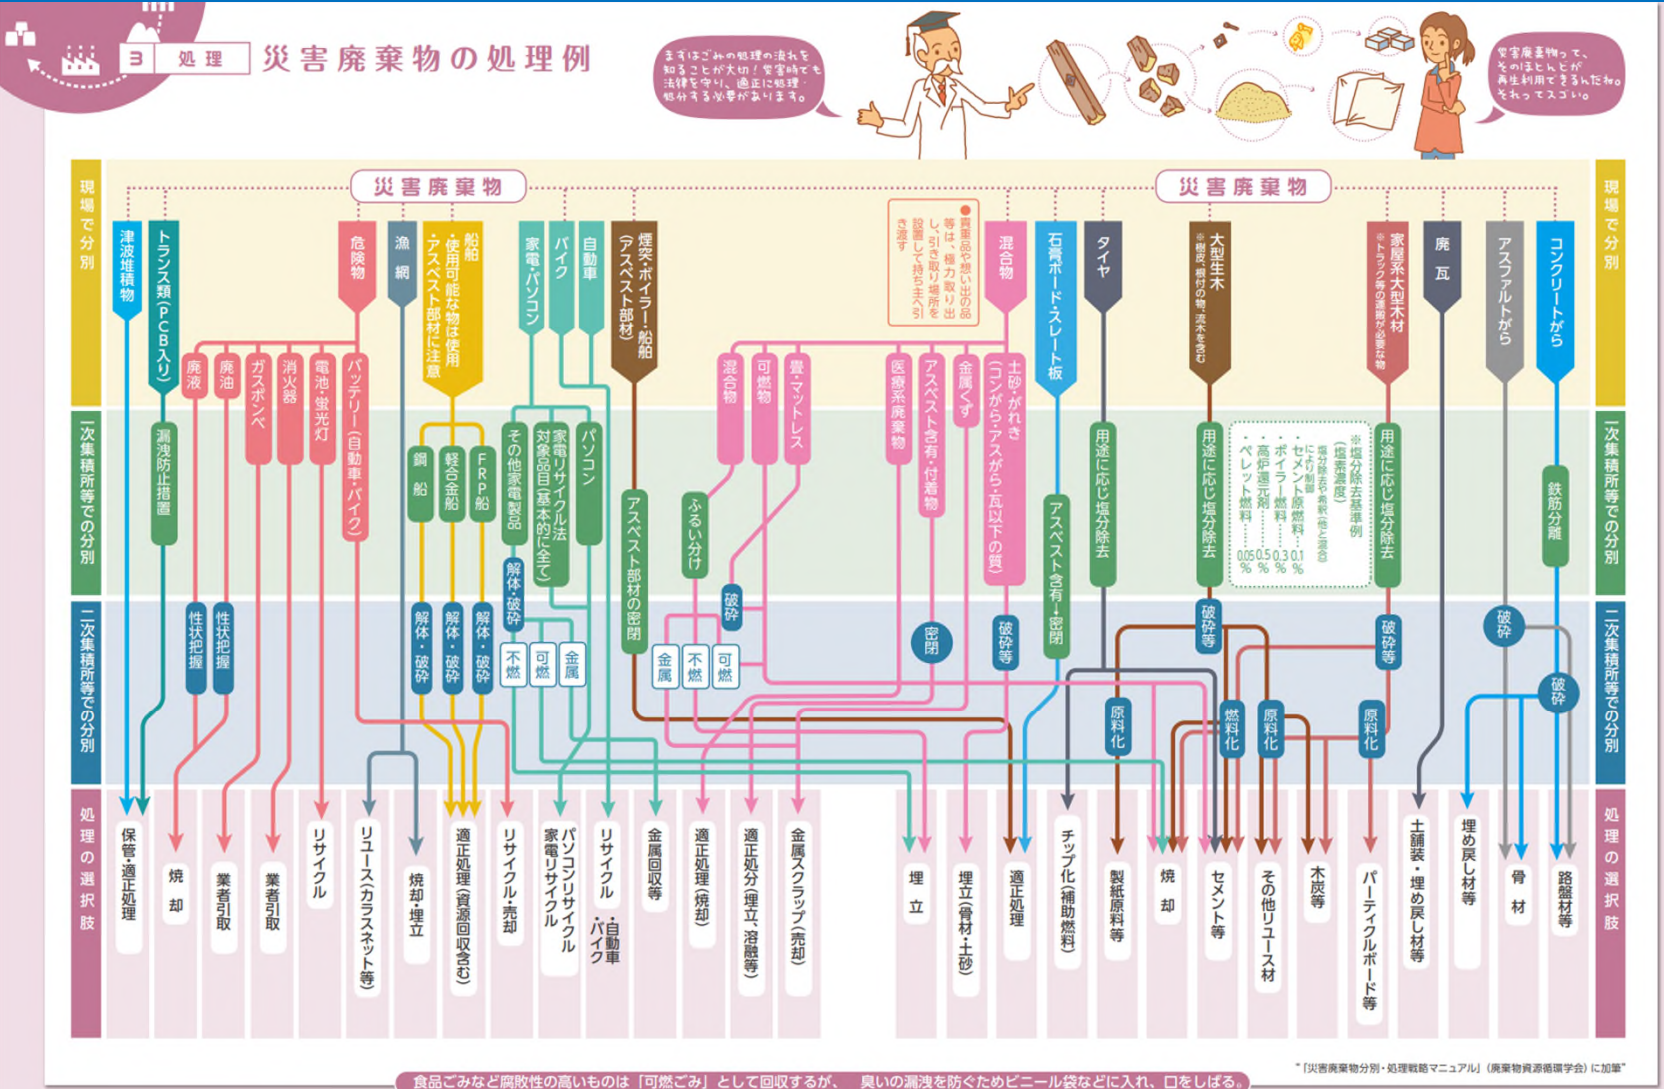 3 処理
災害廃棄物の処理例
まずはごみの処理の流れを
知ることが大切！災害時でも
法律を守り、適正に処理・
処分する必要があります。
災害廃棄物って、
そのほとんどが
再生利用できるんだね。
それってスゴい。
現場で分別
災害廃棄物
災害廃棄物
現場で分別
津波堆積物
トランス類(PCB入り)
危険物
漁網
船舶
・使用可能な物は使用
・アスベスト部材に注意
家電・パソコン
バイク
自動車
煙突・ボイラー・船舶
(アスベスト部材)
●貴重品や想い出の品
等は、極力取り出
し、引き取り場所を
設置して持ち主へ引
き渡す
混合物
石膏ボード・スレート板
タイヤ
大型生木
※樹皮、根付の物、流木を含む
家屋系大型木材
※トラック等の運搬が必要な物
廃瓦
アスファルトがら
コンクリートがら
廃液
廃油
ガスボンベ
消火器
電池・蛍光灯
バッテリー(自動車・バイク)
混合物
可燃物
畳・マットレス
医療系廃棄物
アスベスト含有・付着物
金属くず
土砂がれき
(コンがら・アスがら・瓦以下の質)
一次集積所等での分別
一次集積所等での分別
漏洩防止措置
鋼船
軽合金船
FRP船
その他家電製品
家電リサイクル法
対象品目(基本的に全て)
パソコン
アスベスト部材の密閉
ふるい分け
アスベスト含有→密閉
用途に応じ塩分除去
用途に応じ塩分除去
※塩分除去基準例
(塩素濃度)
塩分除去や希釈(他と混合)
により制御
・セメント原燃料…0.1%
・ボイラー燃料…0.3%
・高炉還元剤…0.5%
・ペレット燃料…0.05%
用途に応じ塩分除去
鉄筋分離
二次集積所等での分別
二次集積所等での分別
性状把握
性状把握
解体・破砕
解体・破砕
解体・破砕
解体・破砕
不燃
可燃
金属
破砕
金属
不燃
可燃
密閉
破砕等
破砕等
破砕等
破砕
破砕
原料化
燃料化
原料化
原料化
処理の選択肢
処理の選択肢
保管・適正処理
焼却
業者引取
業者引取
リサイクル
リユース(カラスネット等)
焼却・埋立
適正処理(資源回収含む)
リサイクル・売却
パソコンリサイクル
家電リサイクル
リサイクル
・自動車
・バイク
金属回収等
適正処理(焼却)
適正処分(埋立、溶融等)
金属スクラップ(売却)
埋立
埋立(骨材・土砂)
適正処理
チップ化(補助燃料)
製紙原料等
焼却
セメント等
その他リユース材
木炭等
パーティクルボード等
土舗装・埋め戻し材等
埋め戻し材等
骨材
路盤材等
“「災害廃棄物分別・処理戦略マニュアル」(廃棄物資源循環学会)に加筆”
食品ごみなど腐敗性の高いものは「可燃ごみ」として回収するが、 臭いの漏洩を防ぐためビニール袋などに入れ、口をしばる。